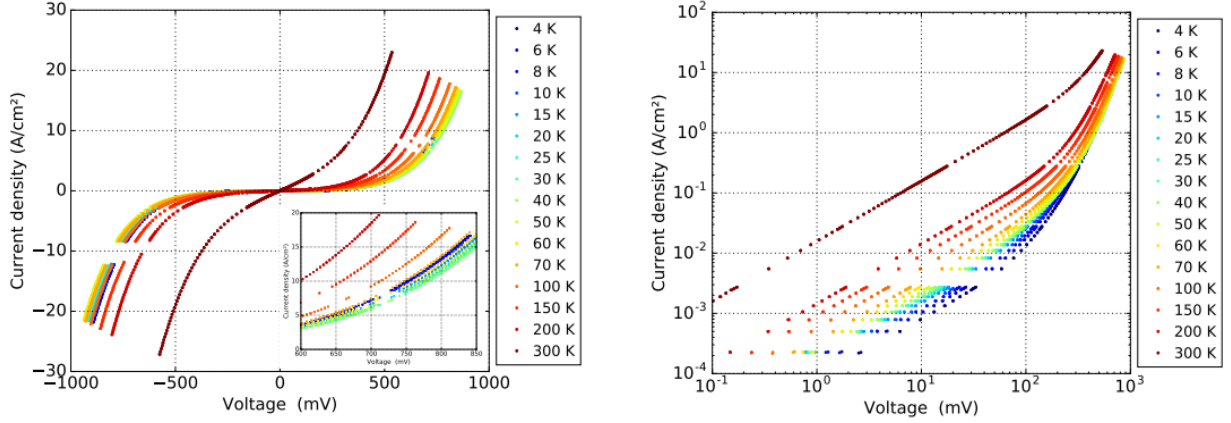 30
20
10
0
−10
−20
−30
Current density (A/cm²)
−1000
−500
0
500
1000
Voltage (mV)
20
15
10
5
0
Current density (A/cm²)
600
650
700
750
800
850
Voltage (mV)
4 K
6 K
8 K
10 K
15 K
20 K
25 K
30 K
40 K
50 K
60 K
70 K
100 K
150 K
200 K
300 K
10²
10¹
10⁰
10⁻¹
10⁻²
10⁻³
10⁻⁴
Current density (A/cm²)
10⁻¹
10⁰
10¹
10²
10³
Voltage (mV)
4 K
6 K
8 K
10 K
15 K
20 K
25 K
30 K
40 K
50 K
60 K
70 K
100 K
150 K
200 K
300 K